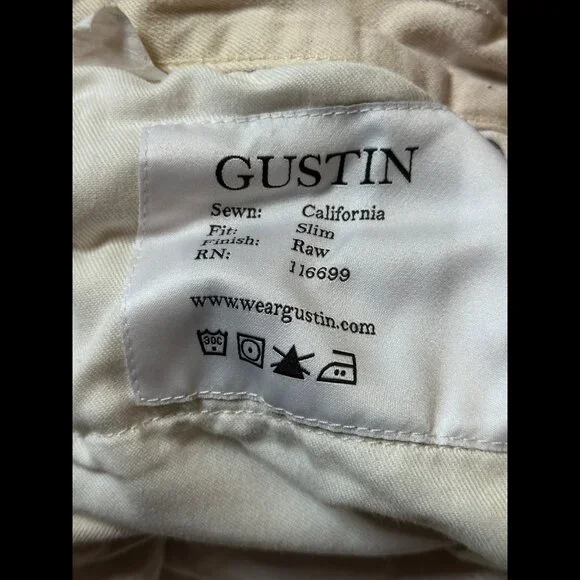 GUSTIN
Sewn: California
Fit: Slim
Finish: Raw
RN: 116699
www.weargustin.com
30C